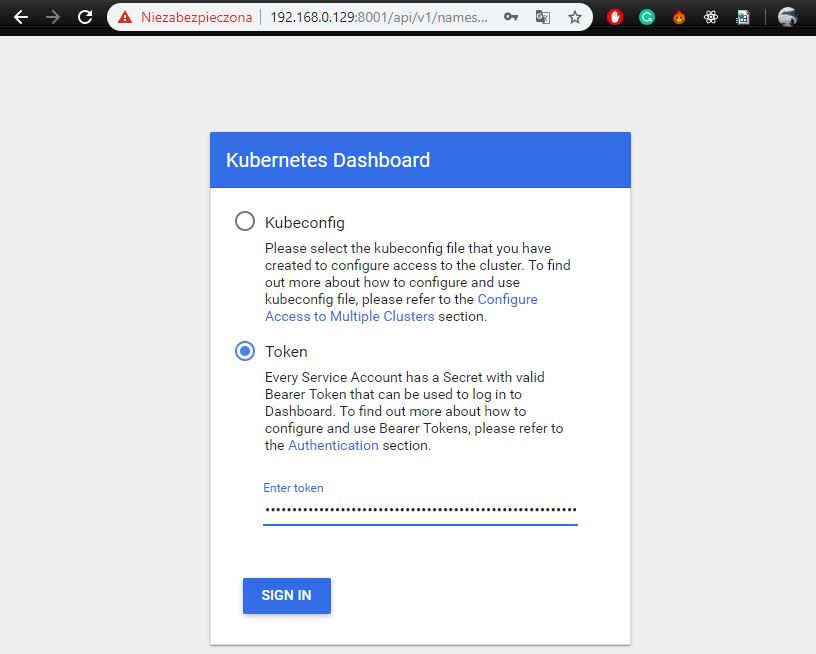 Niezabezpieczona 192.168.0.129:8001/api/v1/names...
Kubernetes Dashboard
Kubeconfig
Please select the kubeconfig file that you have
created to configure access to the cluster. To find
out more about how to configure and use
kubeconfig file, please refer to the Configure
Access to Multiple Clusters section.
Token
Every Service Account has a Secret with valid
Bearer Token that can be used to log in to
Dashboard. To find out more about how to
configure and use Bearer Tokens, please refer to
the Authentication section.
Enter token
SIGN IN